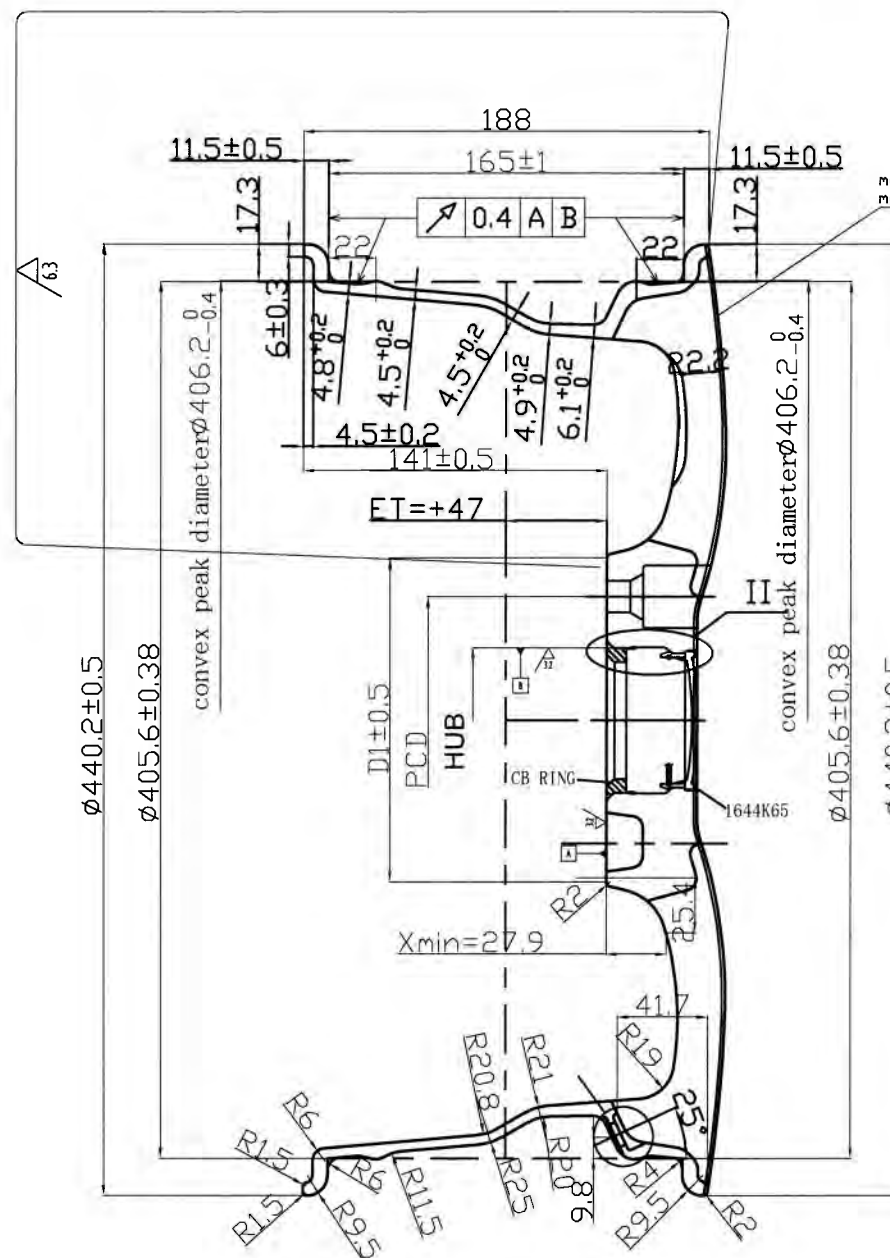 188
11.5±0.5
165±1
11.5±0.5
17.3
0.4 A B
17.3
22
22
6.3
6±0.3
4.8+0.2 0
4.5+0.2 0
4.5+0.2 0
4.9+0.2 0
6.1+0.2 0
4.5±0.2
141±0.5
ET=+47
convex peak diameterØ406.2 0 -0.4
convex peak diameterØ406.2 0 -0.4
II
Ø440.2±0.5
Ø405.6±0.38
D1±0.5
PCD
HUB
B
3.2
Ø405.6±0.38
CB RING
1644K65
3.2
A
R2
25.4
Xmin=27.9
41.7
R19
R20.8
R21
25°
R6
R1.5
R6
R11.5
R25
R20
9.8
R4
R1.5
R9.5
R9.5
R2